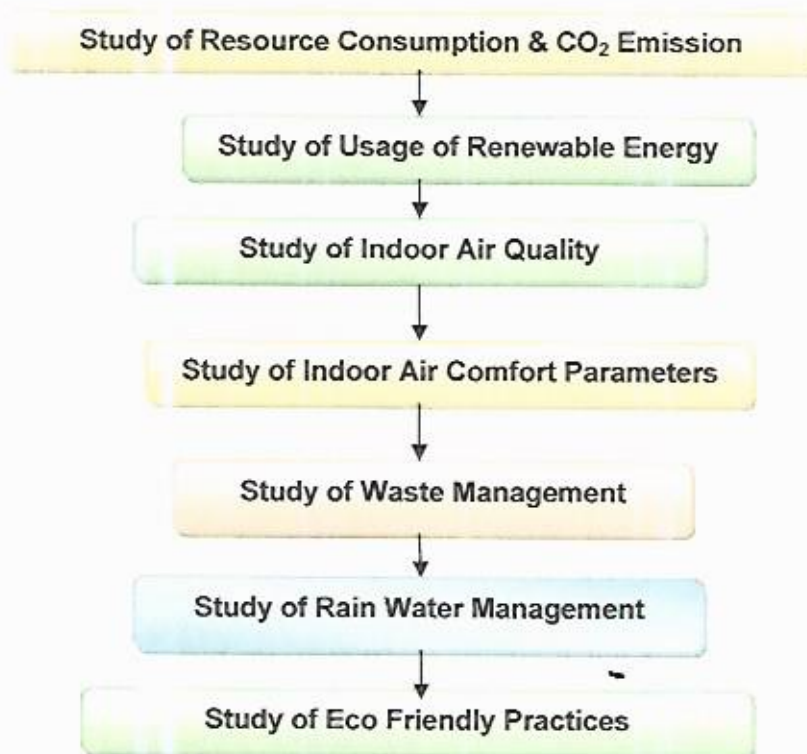 Study of Resource Consumption & CO₂ Emission
Study of Usage of Renewable Energy
Study of Indoor Air Quality
Study of Indoor Air Comfort Parameters
Study of Waste Management
Study of Rain Water Management
Study of Eco Friendly Practices